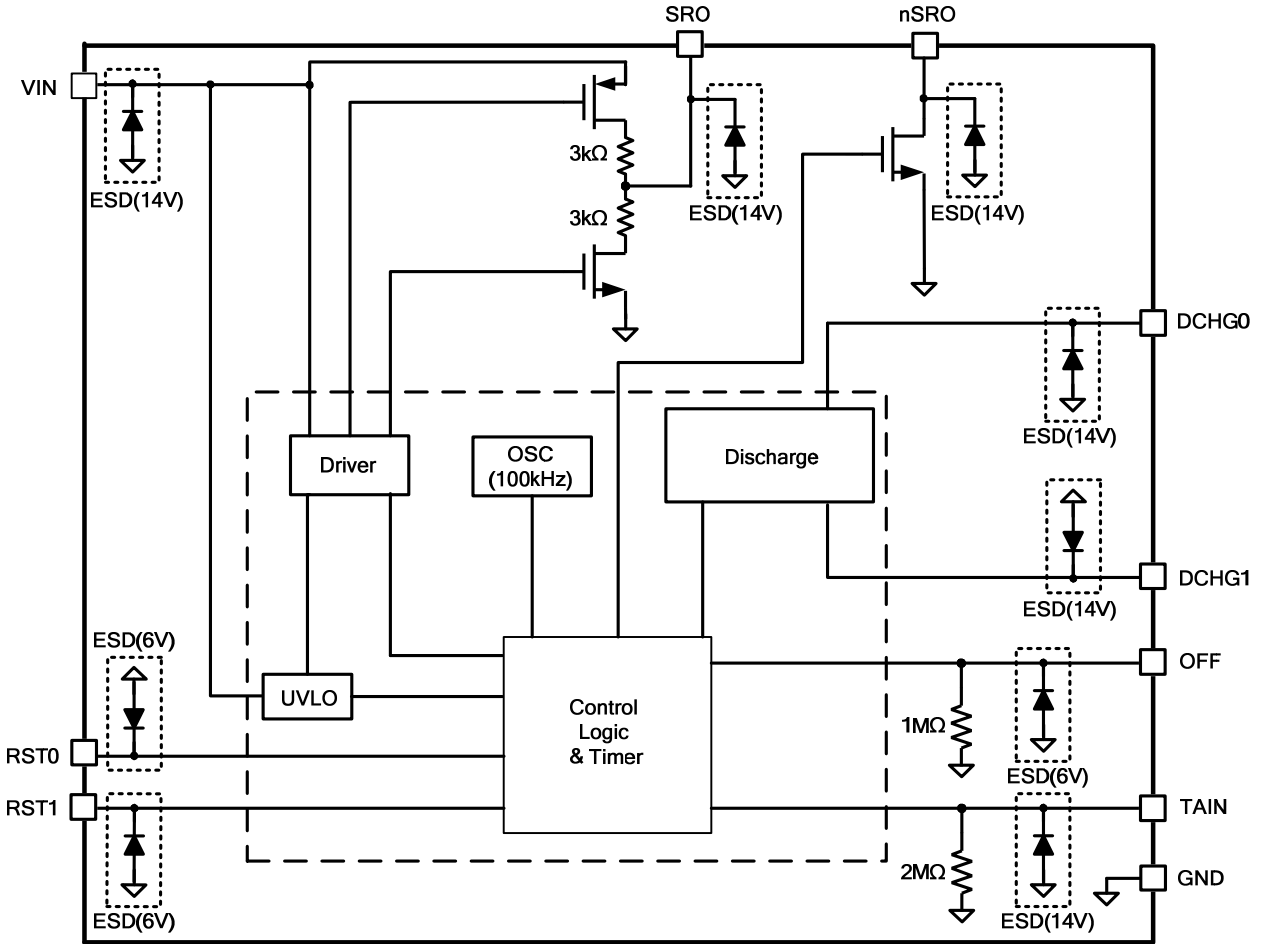 SRO
nSRO
VIN
ESD(14V)
3kΩ
3kΩ
ESD(14V)
ESD(14V)
DCHG0
ESD(14V)
Driver
OSC
(100kHz)
Discharge
DCHG1
ESD(14V)
ESD(6V)
OFF
UVLO
Control
Logic
& Timer
1MΩ
RST0
ESD(6V)
RST1
TAIN
2MΩ
GND
ESD(6V)
ESD(14V)